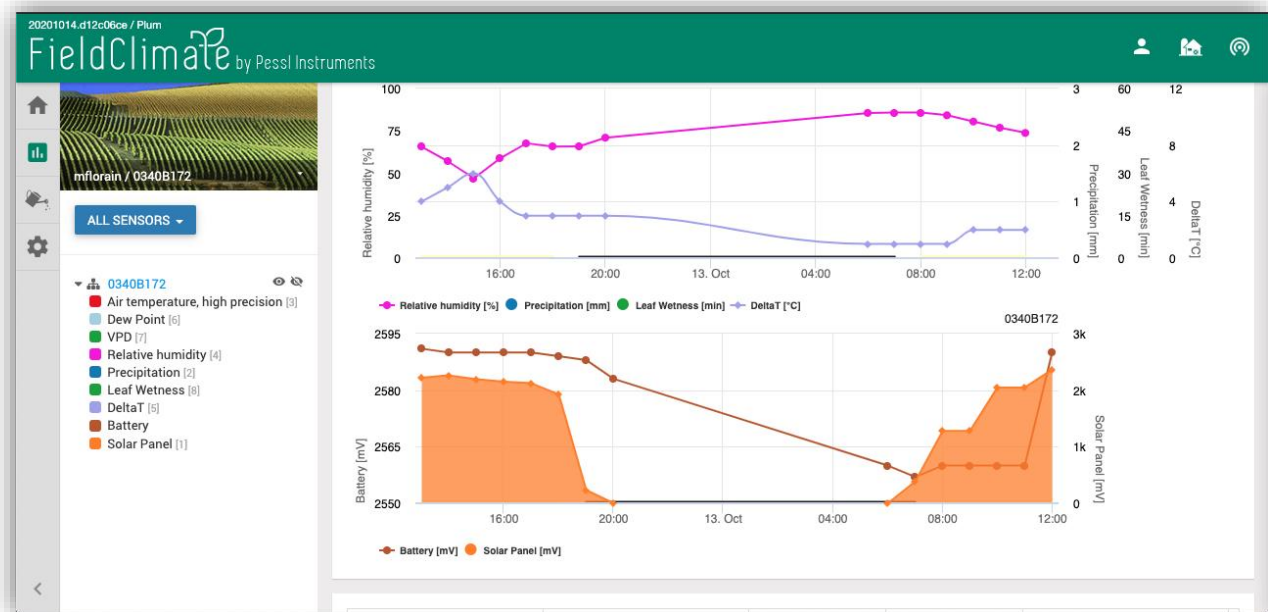 20201014.d12c06ce / Plum
FieldClimate by Pessl Instruments
mflorain / 0340B172
ALL SENSORS
0340B172
Air temperature, high precision [3]
Dew Point [6]
VPD [7]
Relative humidity [4]
Precipitation [2]
Leaf Wetness [8]
DeltaT [5]
Battery
Solar Panel [1]
100
75
50
25
0
Relative humidity [%]
3
2
1
0
Precipitation [mm]
60
45
30
15
0
Leaf Wetness [min]
12
8
4
0
DeltaT [°C]
16:00 20:00 13. Oct 04:00 08:00 12:00
Relative humidity [%] Precipitation [mm] Leaf Wetness [min] DeltaT [°C]
0340B172
2595
2580
2565
2550
Battery [mV]
3k
2k
1k
0
Solar Panel [mV]
16:00 20:00 13. Oct 04:00 08:00 12:00
Battery [mV] Solar Panel [mV]